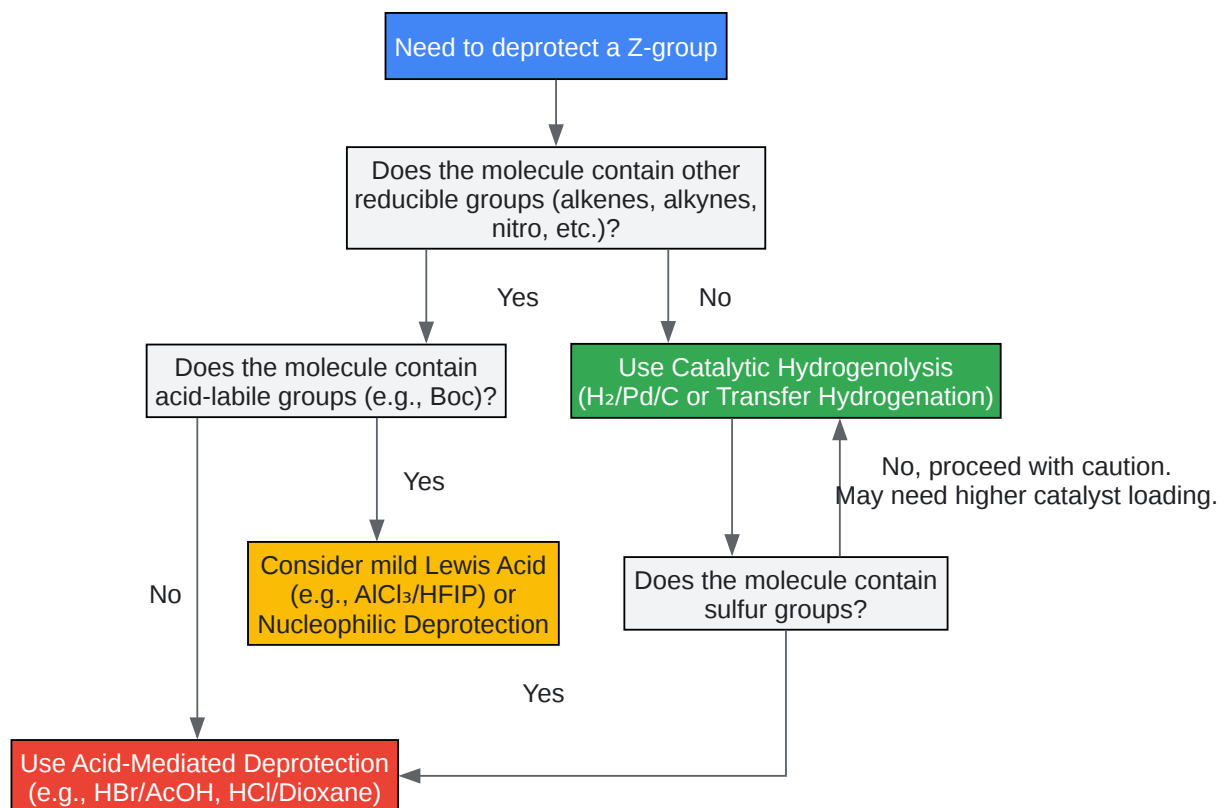 Need to deprotect a Z-group
Does the molecule contain other
reducible groups (alkenes, alkynes,
nitro, etc.)?
Yes
No
Does the molecule contain
acid-labile groups (e.g., Boc)?
Use Catalytic Hydrogenolysis
(H₂/Pd/C or Transfer Hydrogenation)
No, proceed with caution.
May need higher catalyst loading.
Yes
No
Consider mild Lewis Acid
(e.g., AlCl₃/HFIP) or
Nucleophilic Deprotection
Does the molecule contain
sulfur groups?
Yes
Use Acid-Mediated Deprotection
(e.g., HBr/AcOH, HCl/Dioxane)